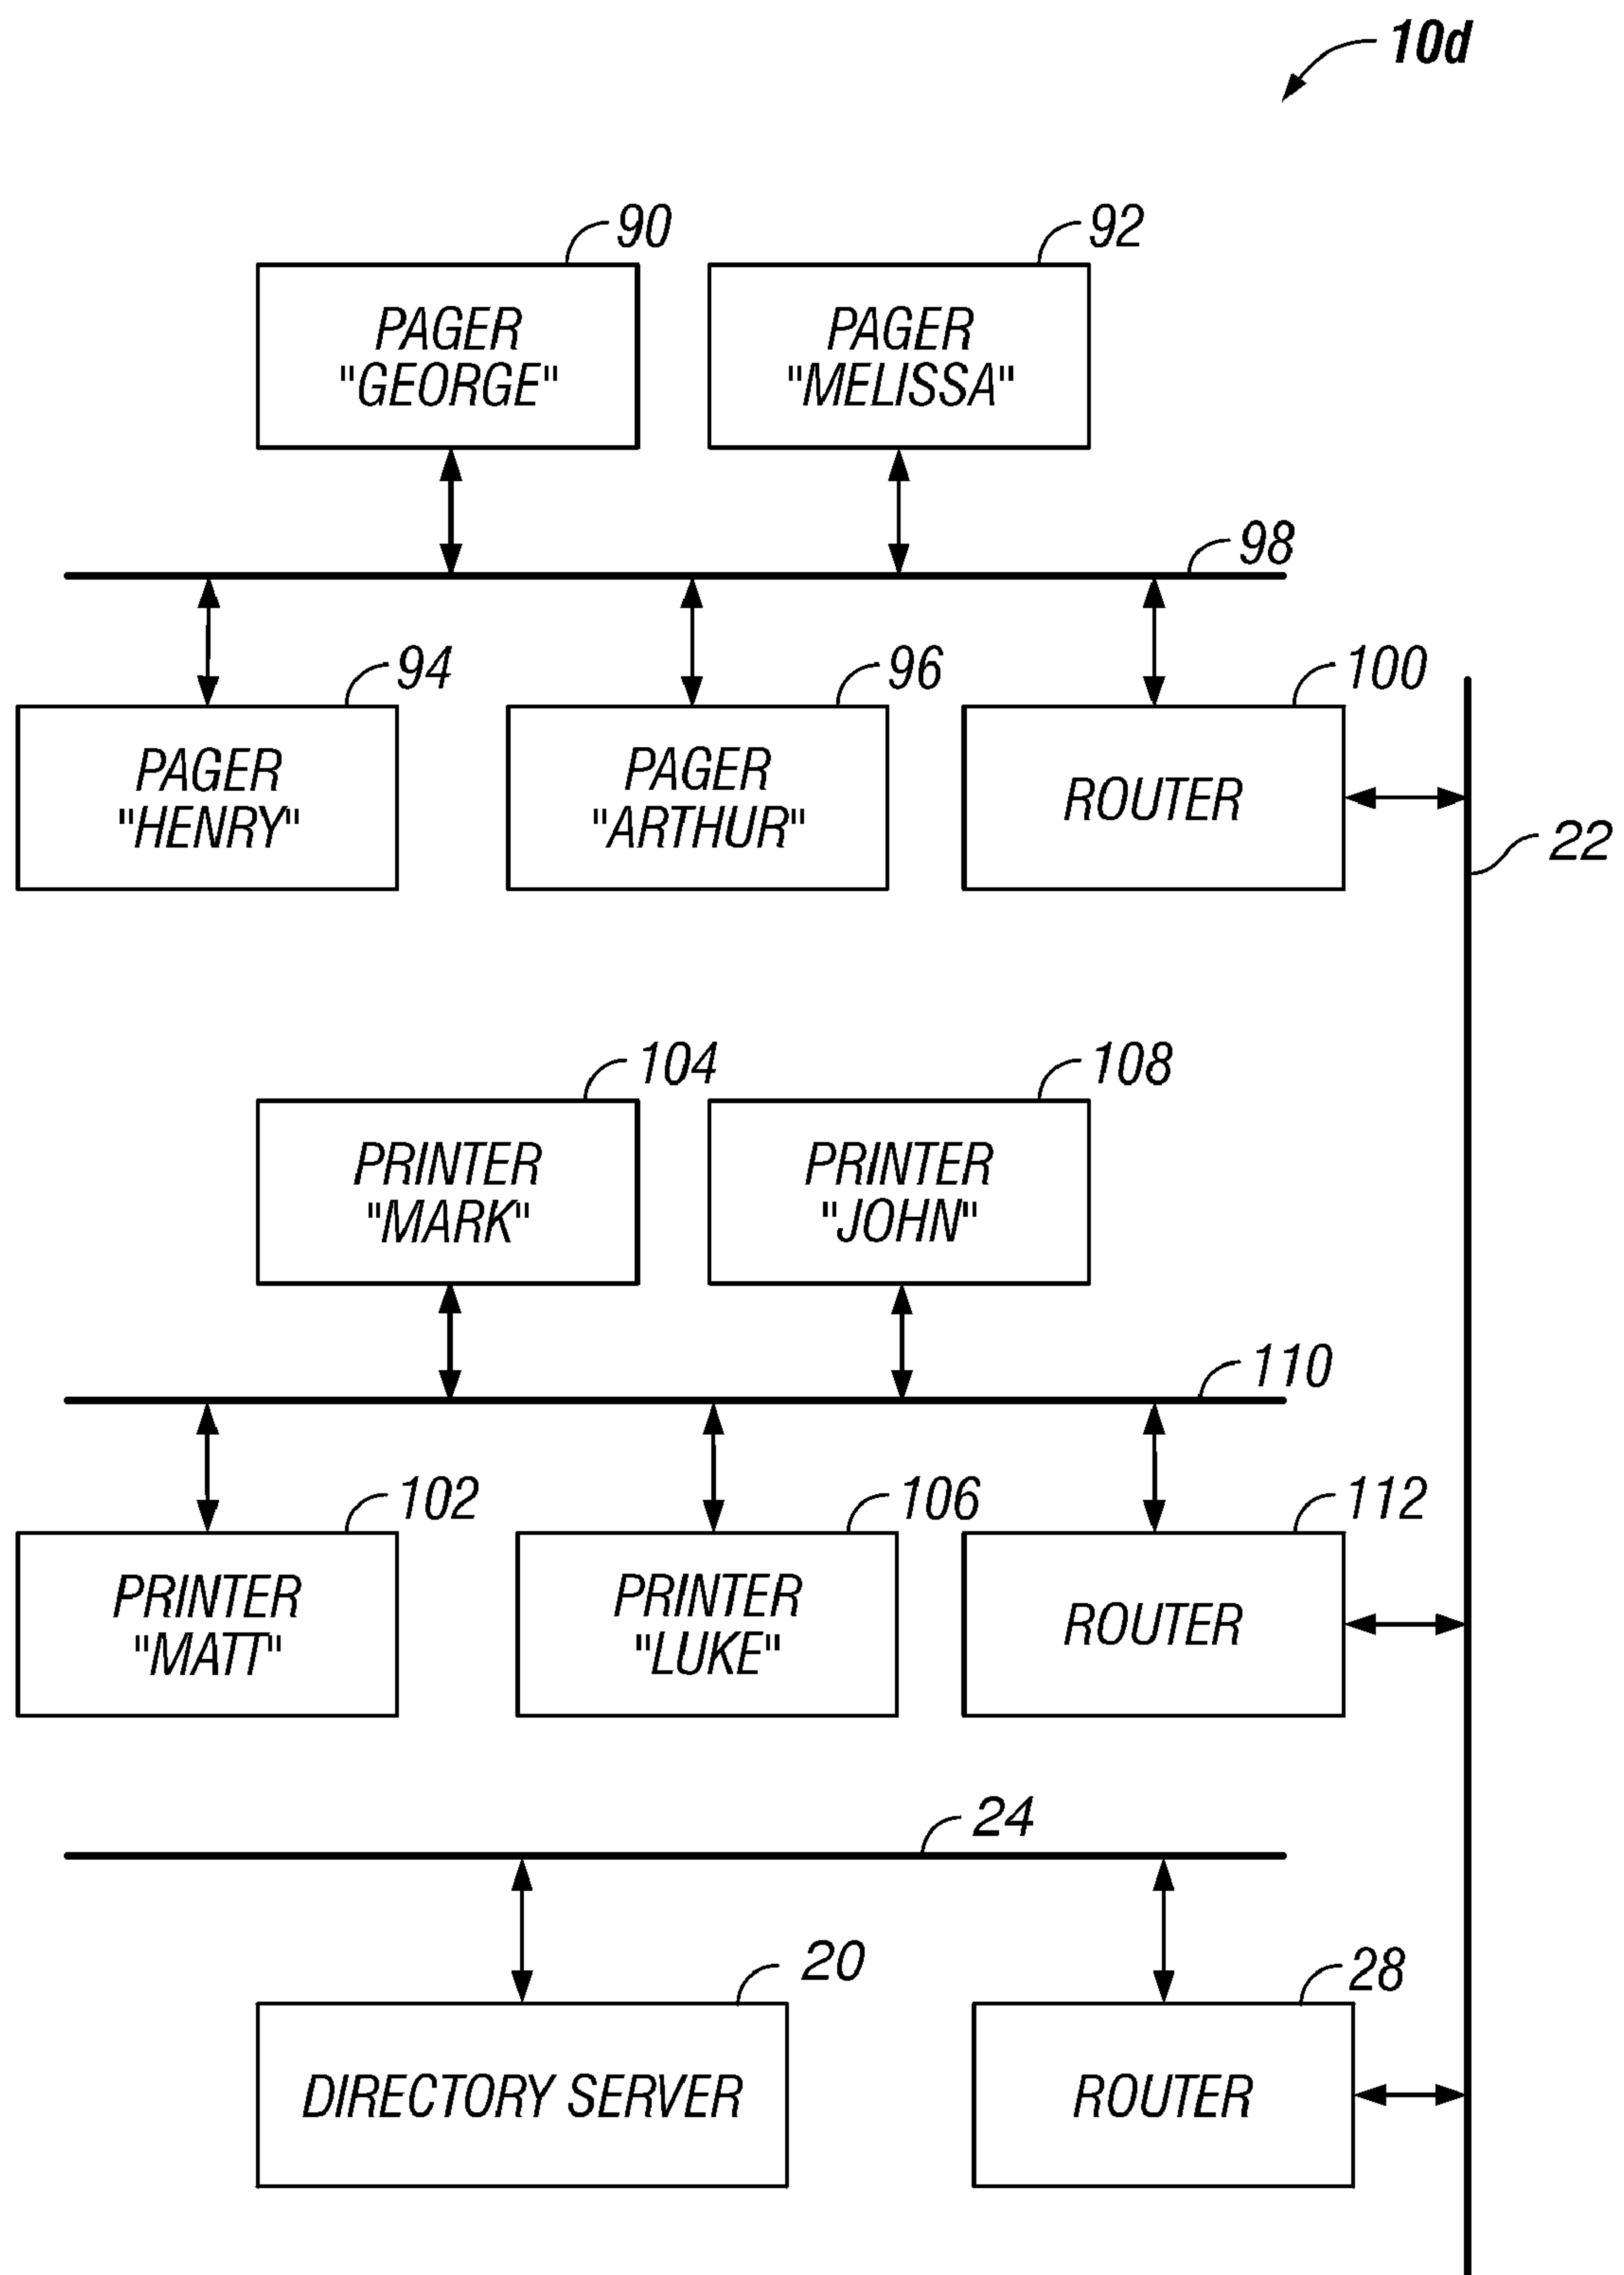 10d
90
92
PAGER
"GEORGE"
PAGER
"MELISSA"
98
94
96
100
PAGER
"HENRY"
PAGER
"ARTHUR"
ROUTER
22
104
108
PRINTER
"MARK"
PRINTER
"JOHN"
110
102
106
112
PRINTER
"MATT"
PRINTER
"LUKE"
ROUTER
24
20
28
DIRECTORY SERVER
ROUTER